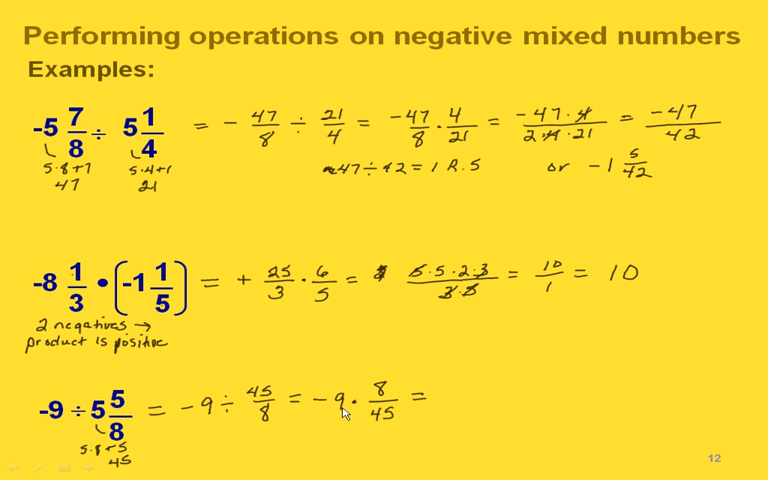 Performing operations on negative mixed numbers
Examples:
-5 7/8 ÷ 5 1/4 = - 47/8 ÷ 21/4 = -47/8 · 4/21 = -47·4/2·4·21 = -47/42
5·8+7 5·4+1 47÷42 = 1 R.5 or -1 5/42
47 21
-8 1/3 • (-1 1/5) = + 25/3 · 6/5 = 5·5·2·3/3·5 = 10/1 = 10
2 negatives →
product is positive
-9 ÷ 5 5/8 = -9 ÷ 45/8 = -9 · 8/45 =
5·8+5
45
12